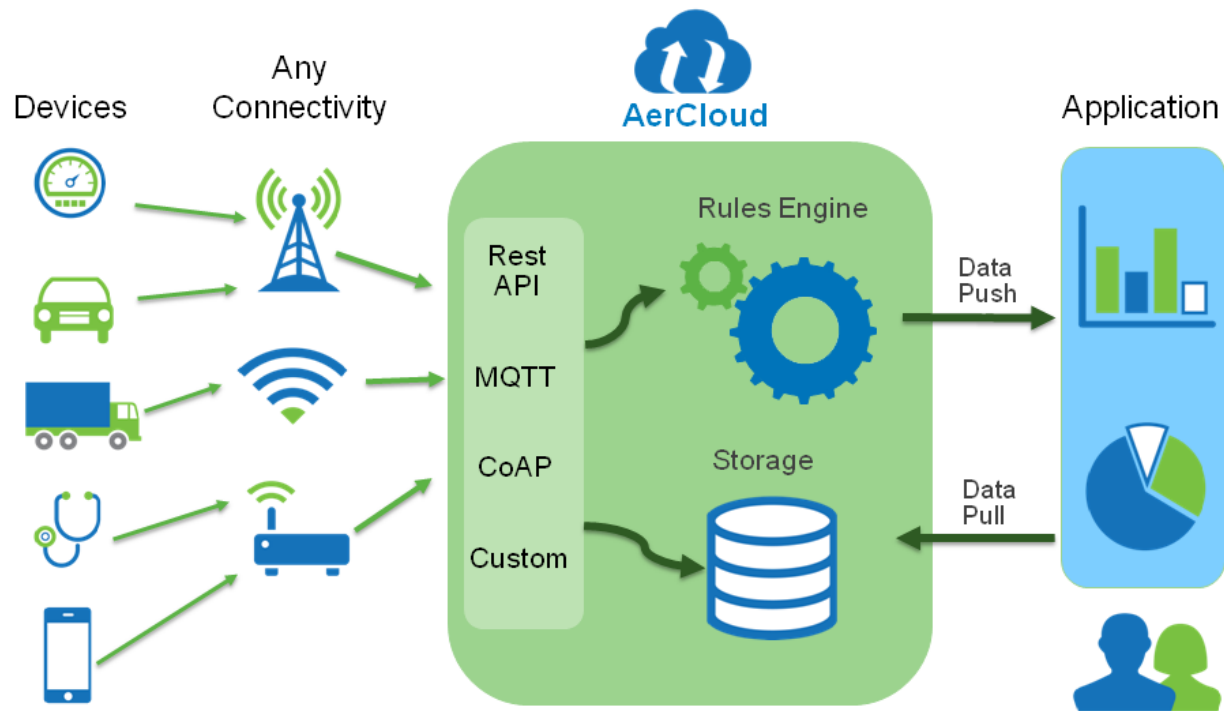 Devices
Any
Connectivity
AerCloud
Application
Rest
API
MQTT
CoAP
Custom
Rules Engine
Storage
Data
Push
Data
Pull